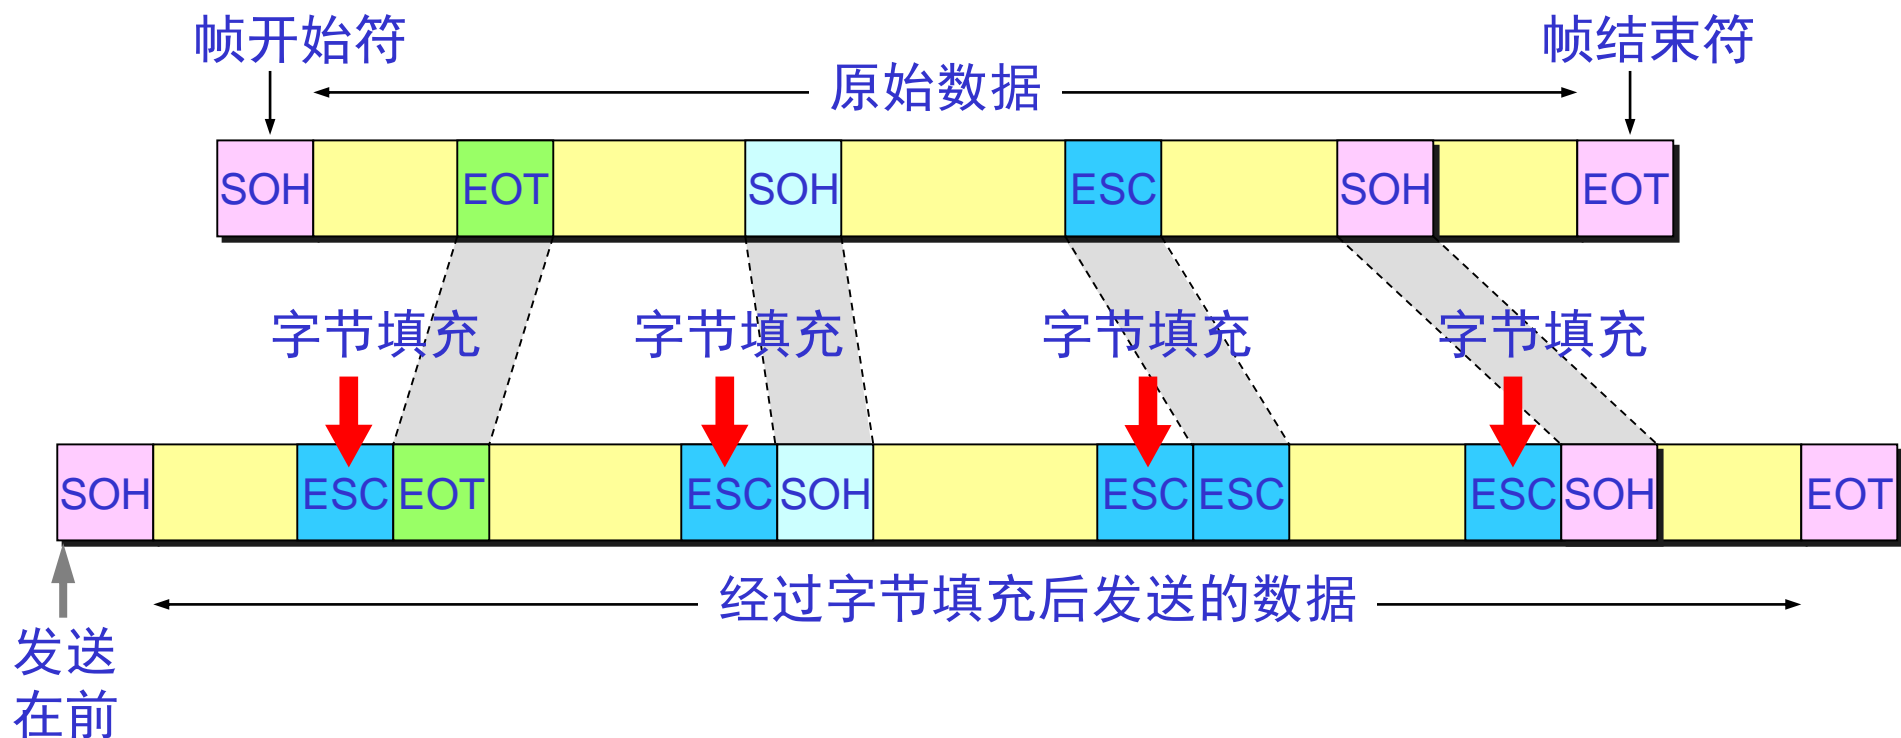 帧开始符
帧结束符
原始数据
SOH EOT SOH ESC SOH EOT
字节填充 字节填充 字节填充 字节填充
SOH ESC EOT ESC SOH ESC ESC ESC SOH EOT
经过字节填充后发送的数据
发送
在前